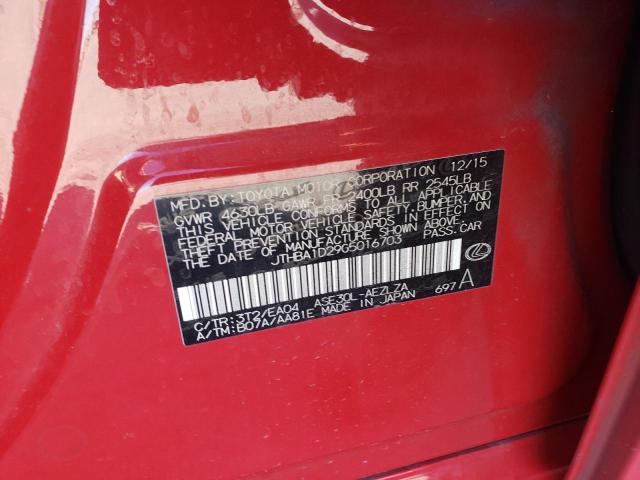 MFD. BY: TOYOTA MOTOR CORPORATION 12/15
GVWR 4630LB GAWR FR 2400LB RR 2545LB
THIS VEHICLE CONFORMS TO ALL APPLICABLE
FEDERAL MOTOR VEHICLE SAFETY, BUMPER, AND
THEFT PREVENTION STANDARDS IN EFFECT ON
THE DATE OF MANUFACTURE SHOWN ABOVE.
JTHBA1D29G5016703 PASS.CAR
C/TR: 3T2/EA04 ASE30L-AEZLZA 697 A
A/TM: B07A/AA81E MADE IN JAPAN